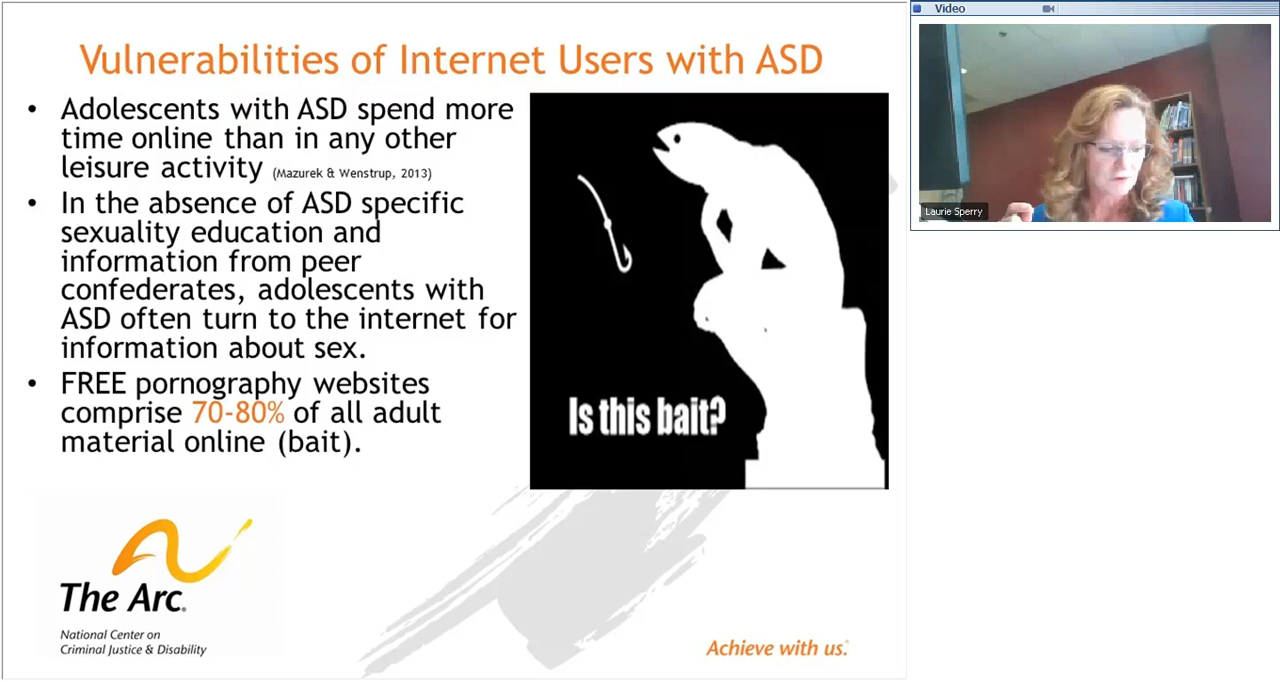 Vulnerabilities of Internet Users with ASD
• Adolescents with ASD spend more
time online than in any other
leisure activity (Mazurek & Wenstrup, 2013)
• In the absence of ASD specific
sexuality education and
information from peer
confederates, adolescents with
ASD often turn to the internet for
information about sex.
• FREE pornography websites
comprise 70-80% of all adult
material online (bait).
Is this bait?
The Arc.
National Center on
Criminal Justice & Disability
Achieve with us.
Video
Laurie Sperry